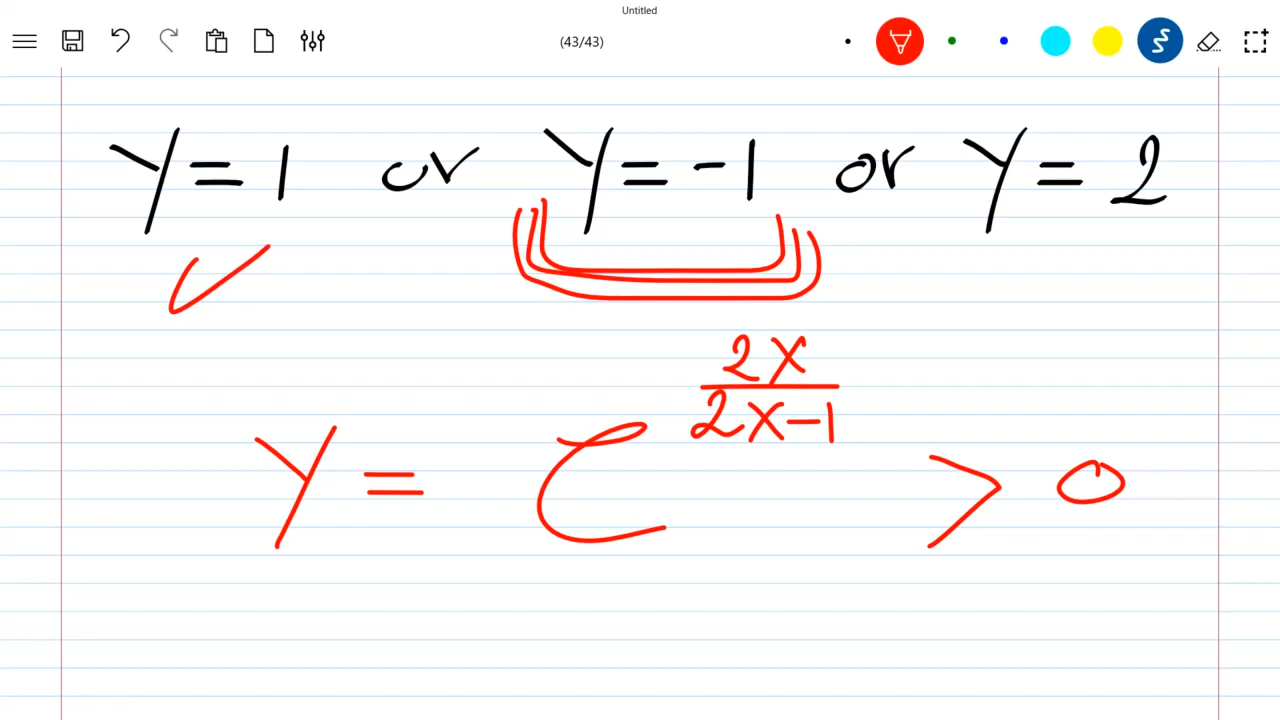 Untitled
(43/43)
Y = 1 or Y = -1 or Y = 2
2x
2x-1
Y = e > 0